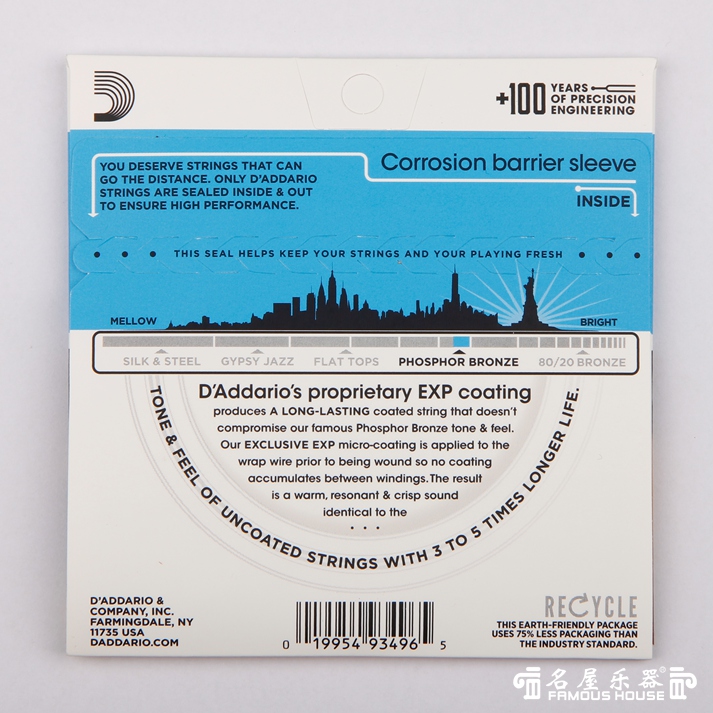 +100 YEARS
OF PRECISION
ENGINEERING
YOU DESERVE STRINGS THAT CAN
GO THE DISTANCE. ONLY D'ADDARIO
STRINGS ARE SEALED INSIDE & OUT
TO ENSURE HIGH PERFORMANCE.
Corrosion barrier sleeve
INSIDE
THIS SEAL HELPS KEEP YOUR STRINGS AND YOUR PLAYING FRESH
MELLOW
BRIGHT
SILK & STEEL
GYPSY JAZZ
FLAT TOPS
PHOSPHOR BRONZE
80/20 BRONZE
D'Addario's proprietary EXP coating
produces A LONG-LASTING coated string that doesn't
compromise our famous Phosphor Bronze tone & feel.
Our EXCLUSIVE EXP micro-coating is applied to the
wrap wire prior to being wound so no coating
accumulates between windings. The result
is a warm, resonant & crisp sound
identical to the
. . .
TONE & FEEL OF UNCOATED STRINGS WITH 3 TO 5 TIMES LONGER LIFE.
D'ADDARIO &
COMPANY, INC.
FARMINGDALE, NY
11735 USA
DADDARIO.COM
0 19954 93496 5
RECYCLE
THIS EARTH-FRIENDLY PACKAGE
USES 75% LESS PACKAGING THAN
THE INDUSTRY STANDARD.
名屋乐器®
FAMOUS HOUSE